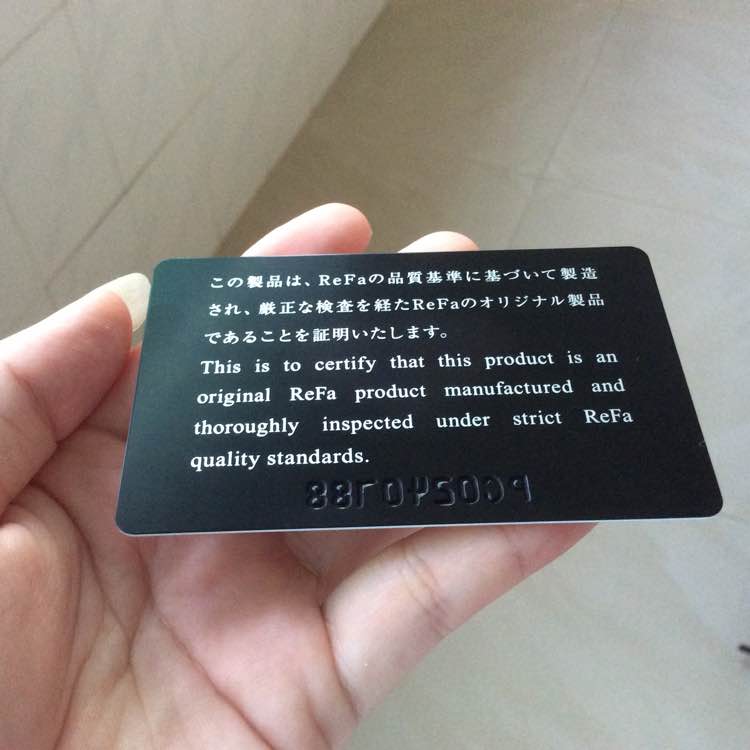 この製品は、ReFaの品質基準に基づいて製造
され、厳正な検査を経たReFaのオリジナル製品
であることを証明いたします。
This is to certify that this product is an
original ReFa product manufactured and
thoroughly inspected under strict ReFa
quality standards.